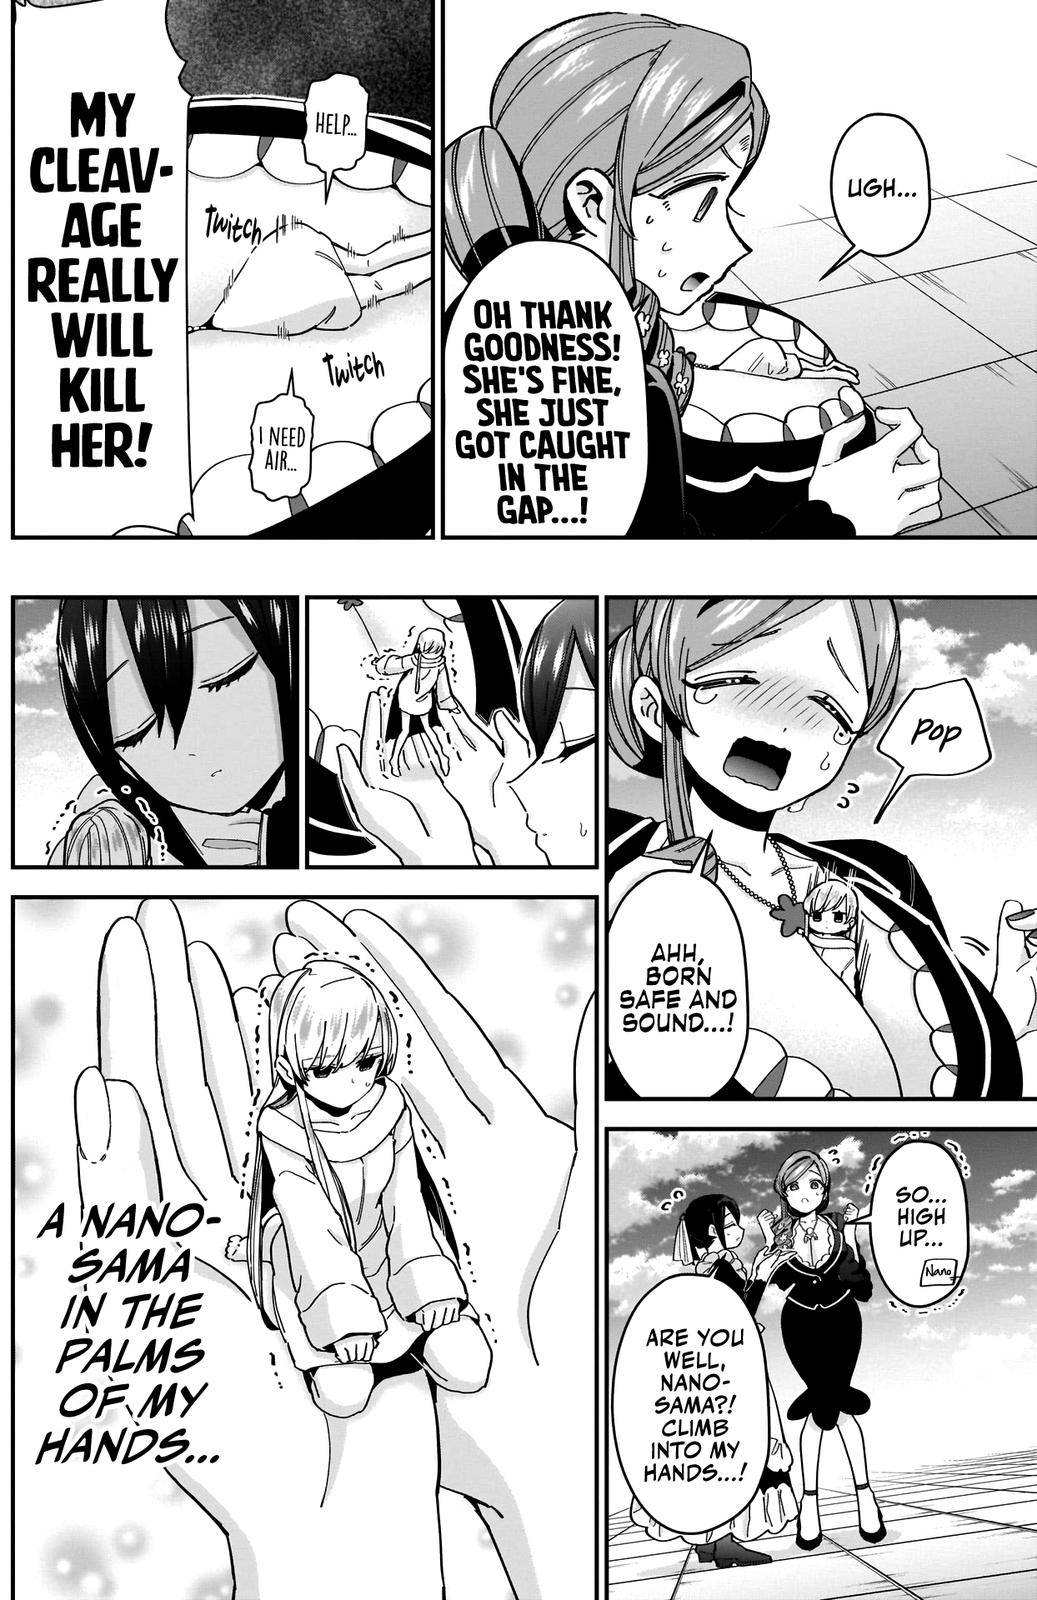 UGH...
OH THANK
GOODNESS!
SHE'S FINE,
SHE JUST
GOT CAUGHT
IN THE
GAP...!
HELP...
TWITCH
TWITCH
I NEED
AIR...
MY
CLEAV-
AGE
REALLY
WILL
KILL
HER!
POP
AHH,
BORN
SAFE AND
SOUND...!
SO...
HIGH
UP...
Nano
ARE YOU
WELL,
NANO-
SAMA?!
CLIMB
INTO MY
HANDS...!
A NANO-
SAMA
IN THE
PALMS
OF MY
HANDS...